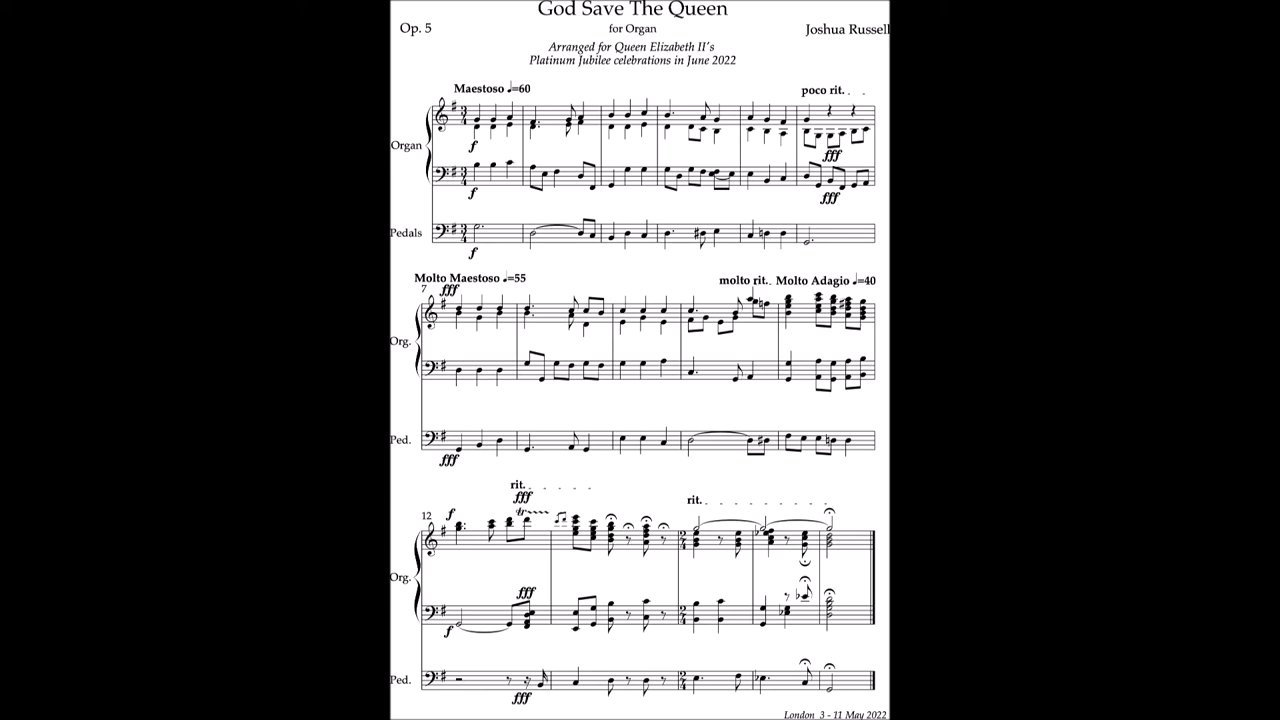 God Save The Queen
Op. 5
for Organ
Joshua Russell
Arranged for Queen Elizabeth II's
Platinum Jubilee celebrations in June 2022
Maestoso ♩=60
poco rit.
Organ
f
fff
f
fff
Pedals
f
Molto Maestoso ♩=55
molto rit.
Molto Adagio ♩=40
7
fff
Org.
Ped.
fff
rit.
fff
rit.
12
f
tr
Org.
fff
f
Ped.
fff
London 3 - 11 May 2022